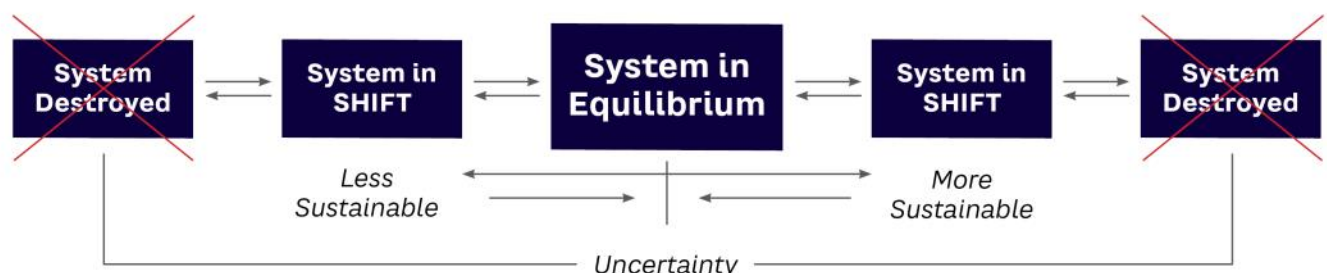 System
Destroyed
System in
SHIFT
System in
Equilibrium
System in
SHIFT
System
Destroyed
Less
Sustainable
More
Sustainable
Uncertainty